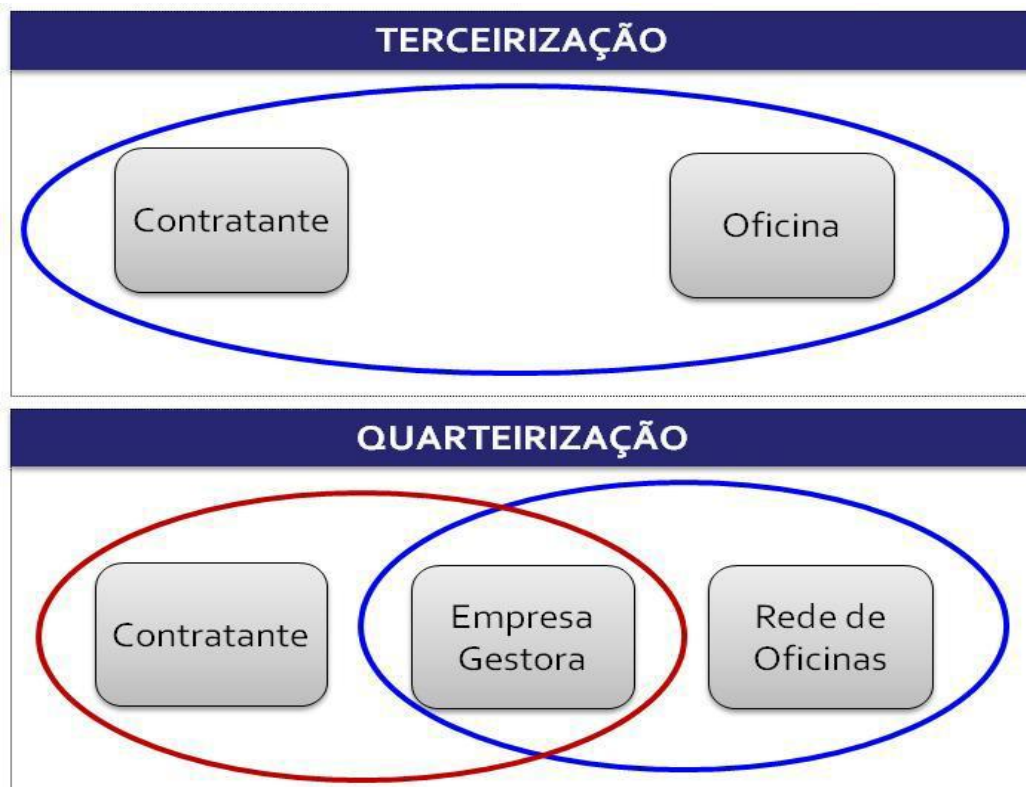 TERCEIRIZAÇÃO
Contratante
Oficina
QUARTEIRIZAÇÃO
Contratante
Empresa
Gestora
Rede de
Oficinas